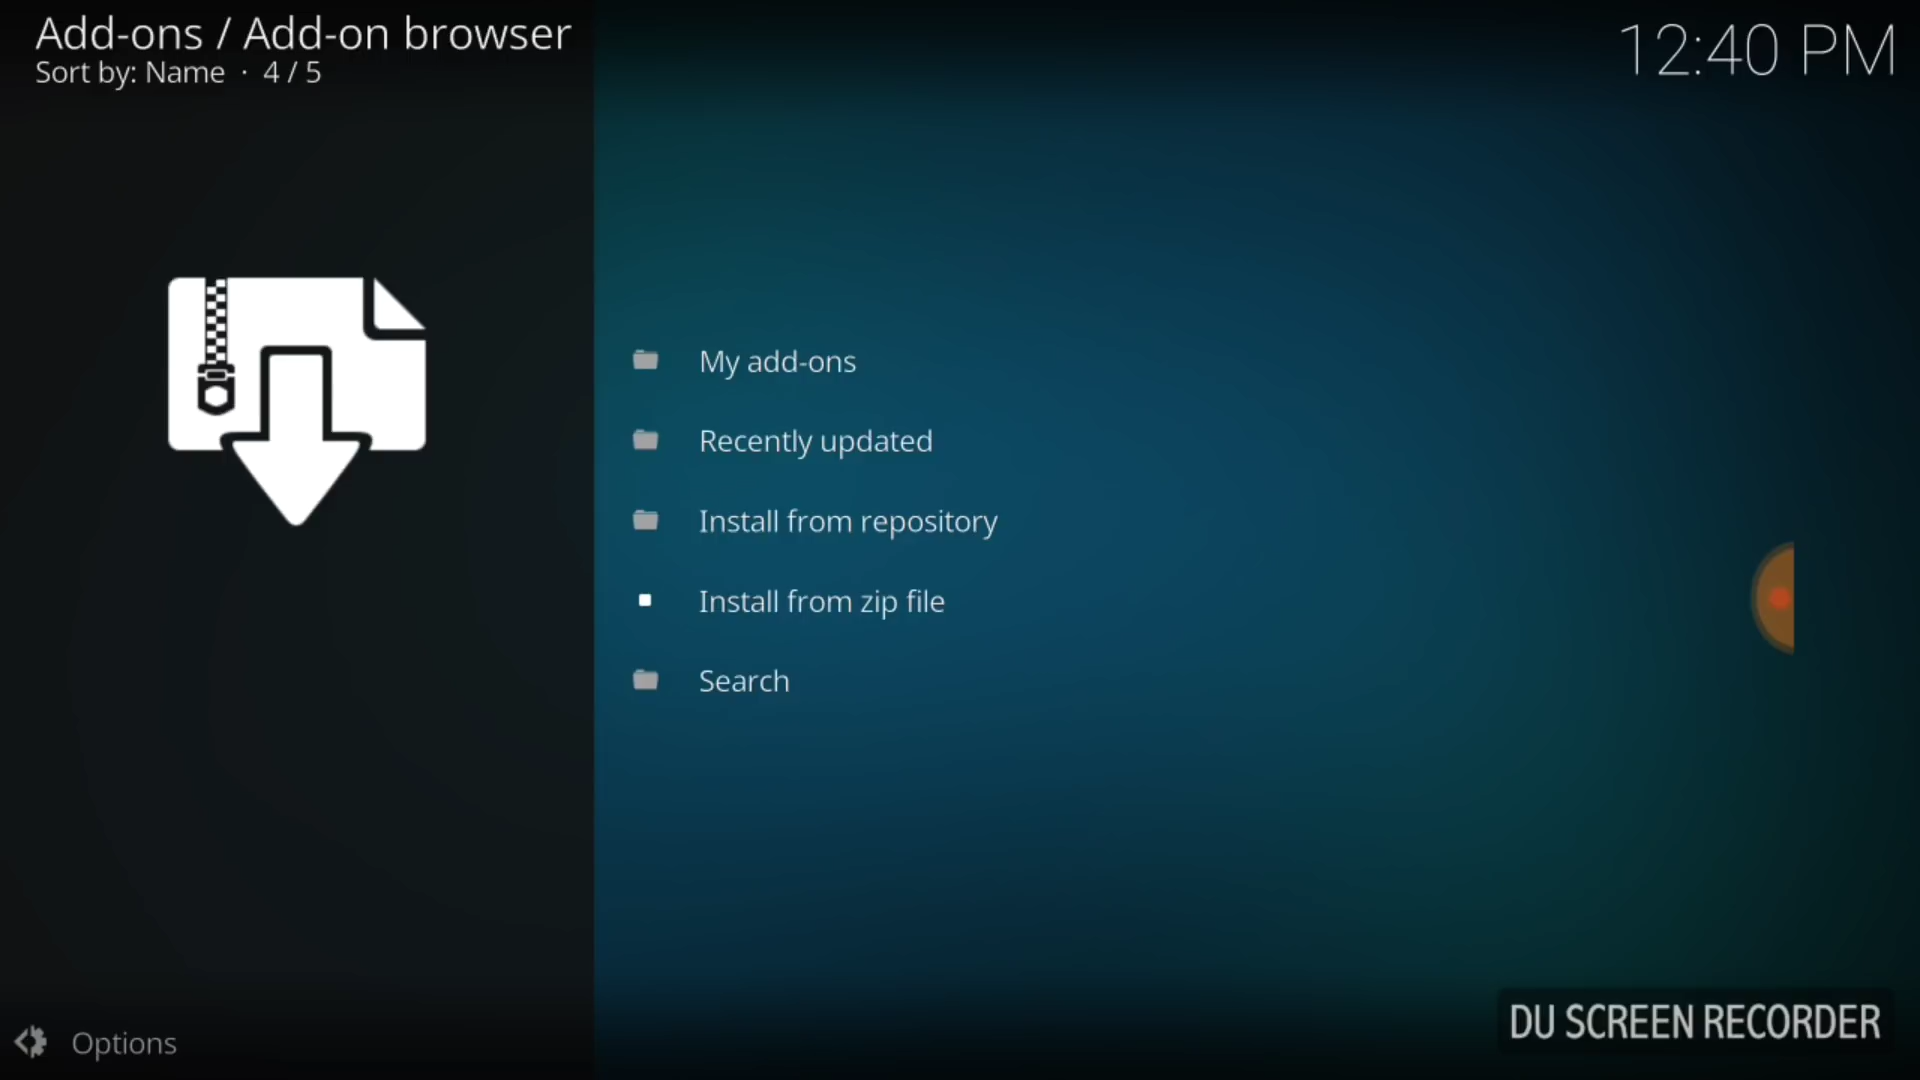 Add-ons / Add-on browser
Sort by: Name · 4 / 5
12:40 PM
My add-ons
Recently updated
Install from repository
Install from zip file
Search
Options
DU SCREEN RECORDER